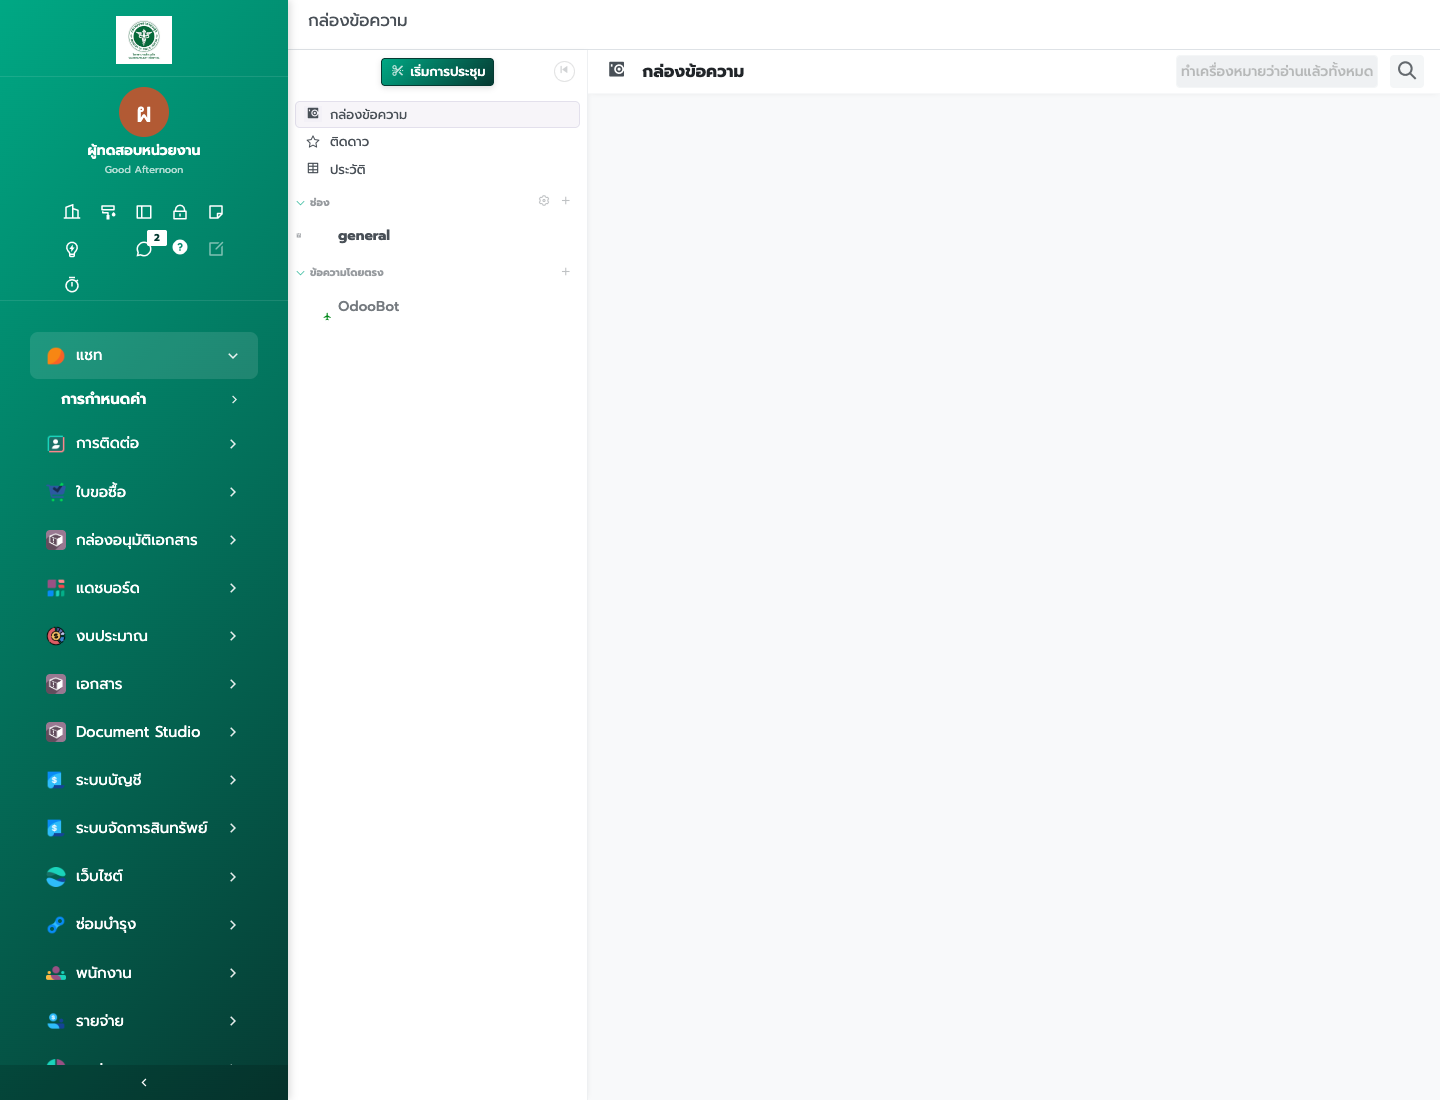 กล่องข้อความ
ผ
ผู้ทดสอบหน่วยงาน
Good Afternoon
2
?
แชท
การกำหนดค่า
การติดต่อ
ใบขอซื้อ
กล่องอนุมัติเอกสาร
แดชบอร์ด
งบประมาณ
เอกสาร
Document Studio
ระบบบัญชี
ระบบจัดการสินทรัพย์
เว็บไซต์
ซ่อมบำรุง
พนักงาน
รายจ่าย
เริ่มการประชุม
กล่องข้อความ
ติดดาว
ประวัติ
ช่อง
general
ข้อความโดยตรง
OdooBot
กล่องข้อความ
ทำเครื่องหมายว่าอ่านแล้วทั้งหมด